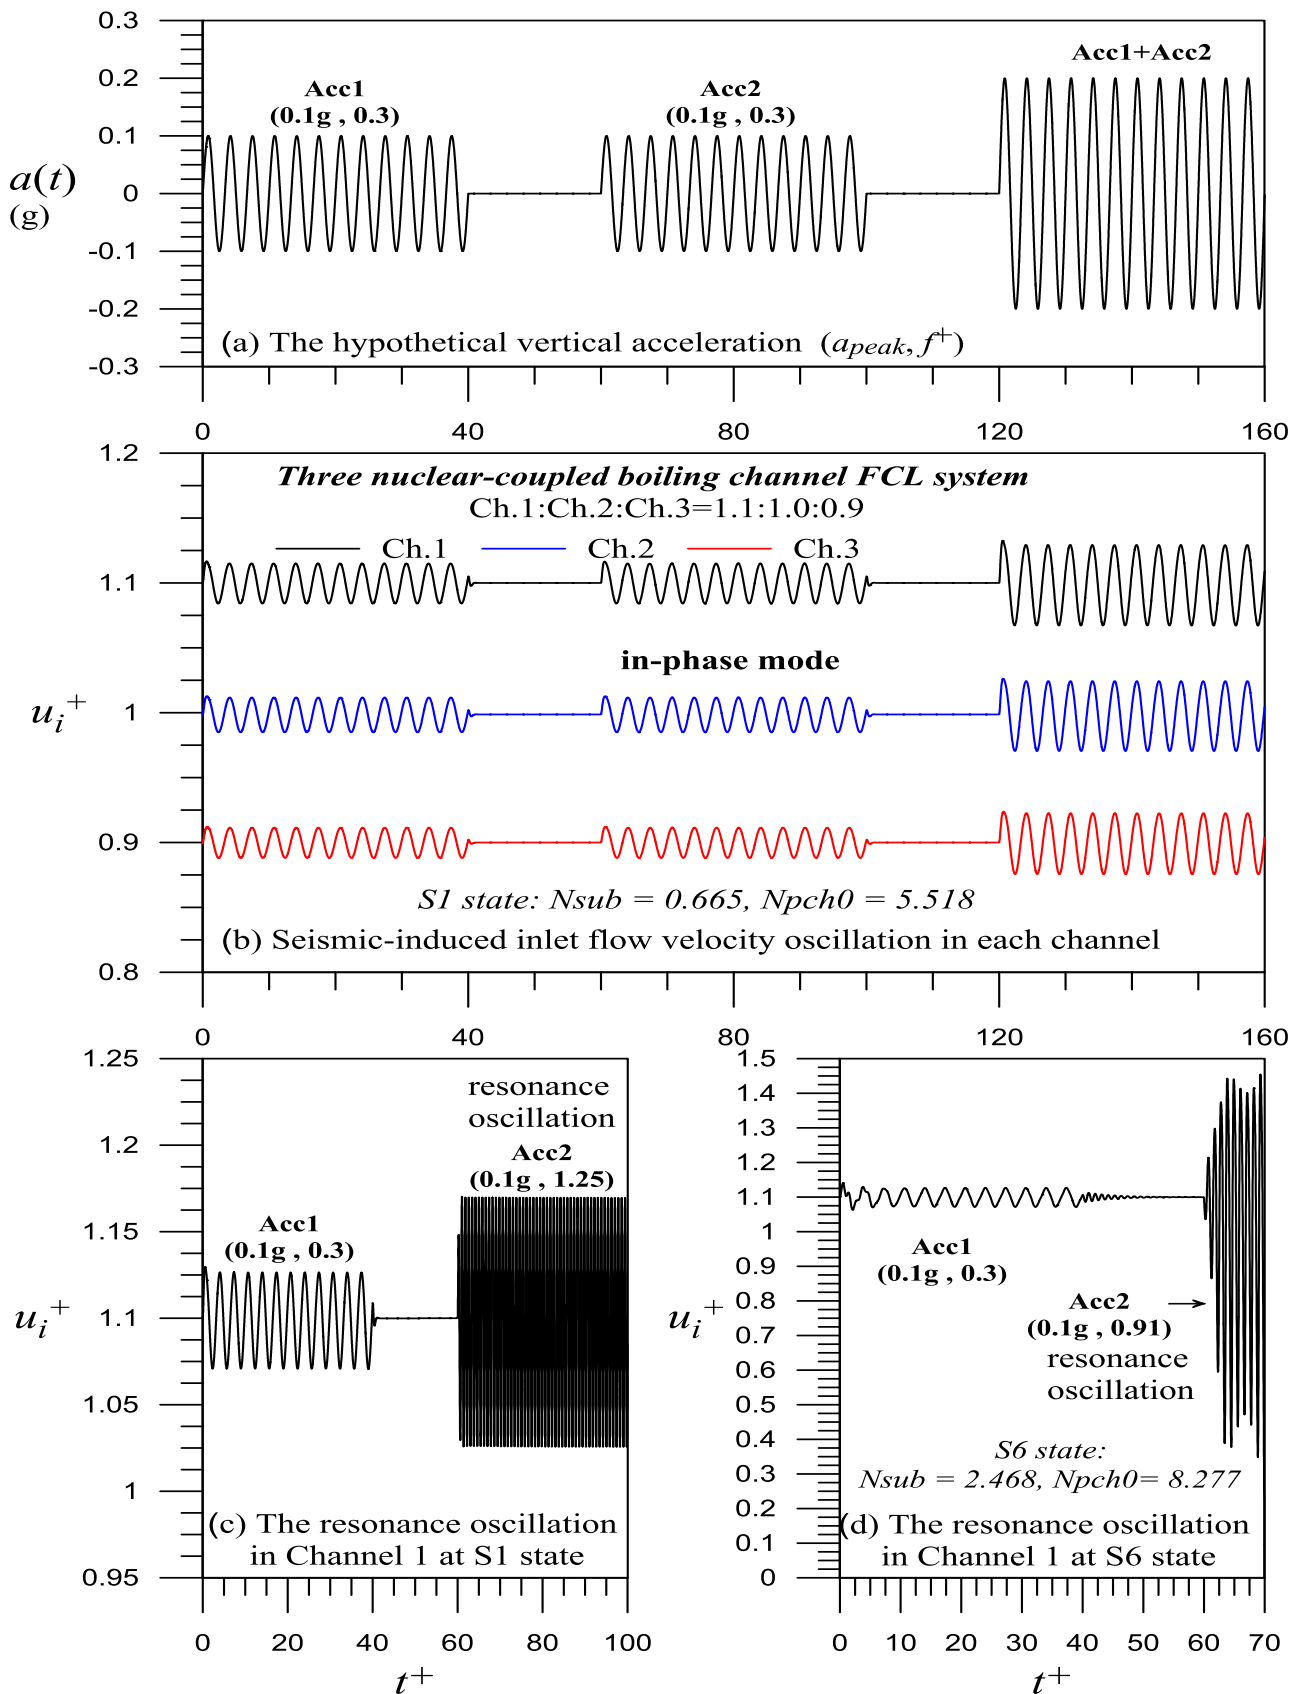 0.3
0.2
0.1
0
-0.1
-0.2
-0.3
a(t)
(g)
Acc1
(0.1g , 0.3)
Acc2
(0.1g , 0.3)
Acc1+Acc2
(a) The hypothetical vertical acceleration (a_peak, f^+)
0 40 80 120 160
1.2
1.1
1
0.9
0.8
u_i^+
Three nuclear-coupled boiling channel FCL system
Ch.1:Ch.2:Ch.3=1.1:1.0:0.9
Ch.1 Ch.2 Ch.3
in-phase mode
S1 state: Nsub = 0.665, Npch0 = 5.518
(b) Seismic-induced inlet flow velocity oscillation in each channel
0 40 80 120 160
1.25
1.2
1.15
1.1
1.05
1
0.95
u_i^+
resonance
oscillation
Acc2
(0.1g , 1.25)
Acc1
(0.1g , 0.3)
(c) The resonance oscillation
in Channel 1 at S1 state
0 20 40 60 80 100
t^+
1.5
1.4
1.3
1.2
1.1
1
0.9
0.8
0.7
0.6
0.5
0.4
0.3
0.2
0.1
0
u_i^+
Acc1
(0.1g , 0.3)
Acc2
(0.1g , 0.91)
resonance
oscillation
S6 state:
Nsub = 2.468, Npch0= 8.277
(d) The resonance oscillation
in Channel 1 at S6 state
0 10 20 30 40 50 60 70
t^+